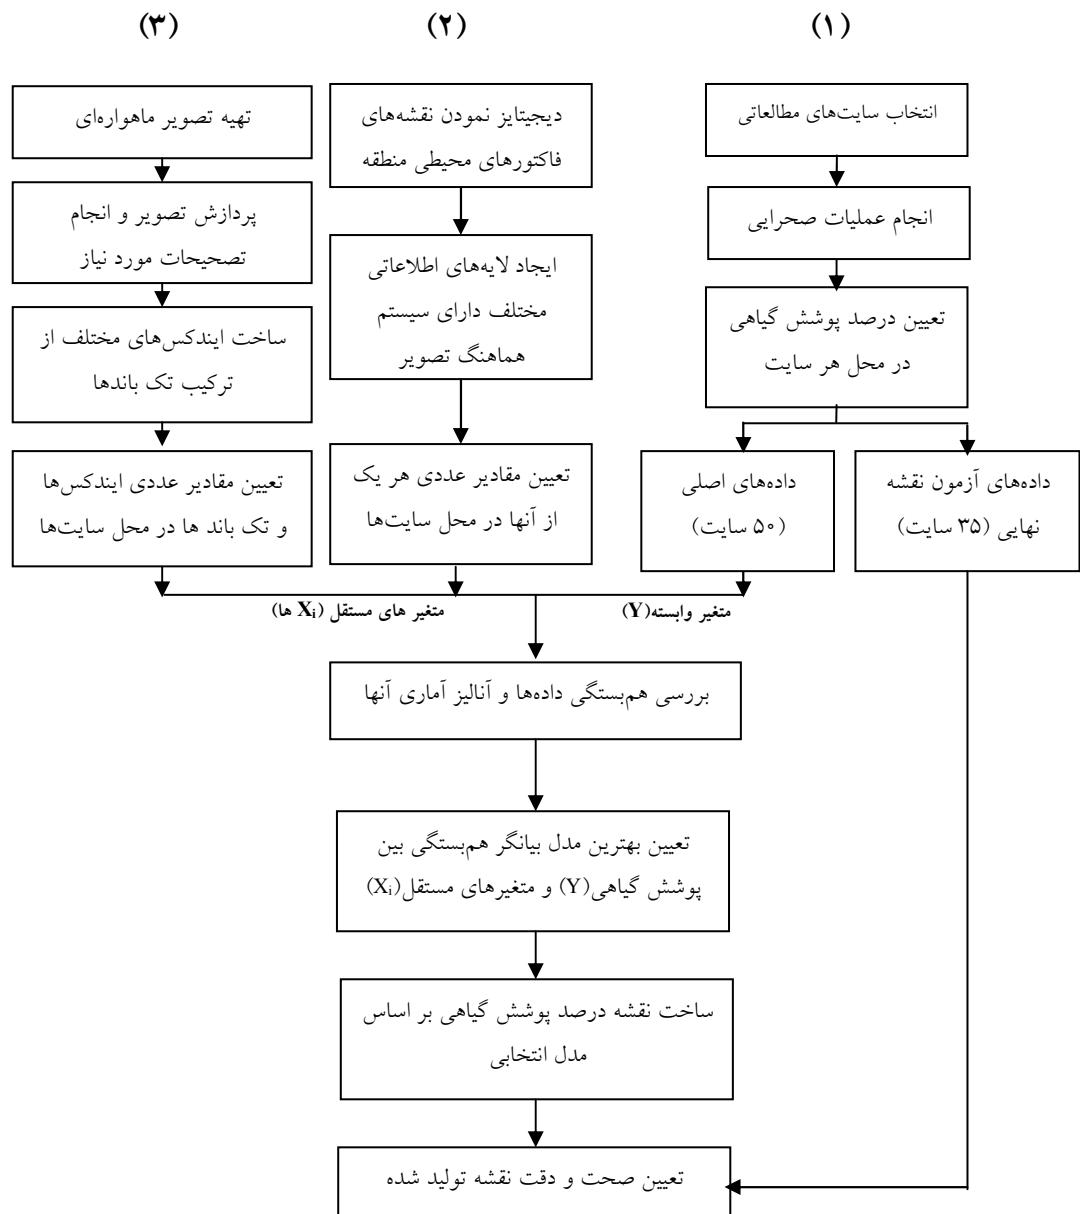 (۱)
(۲)
(۳)
انتخاب سایت‌های مطالعاتی
انجام عملیات صحرایی
تعیین درصد پوشش گیاهی
در محل هر سایت
داده‌های آزمون نقشه
نهایی (۳۵ سایت)
داده‌های اصلی
(۵۰ سایت)
دیجیتایز نمودن نقشه‌های
فاکتورهای محیطی منطقه
ایجاد لایه‌های اطلاعاتی
مختلف دارای سیستم
هماهنگ تصویر
تعیین مقادیر عددی هر یک
از آنها در محل سایت‌ها
تهیه تصویر ماهواره‌ای
پردازش تصویر و انجام
تصحیحات مورد نیاز
ساخت ایندکس‌های مختلف از
ترکیب تک باندها
تعیین مقادیر عددی ایندکس‌ها
و تک باند ها در محل سایت‌ها
متغیر وابسته(Y)
متغیر های مستقل (Xi ها)
بررسی هم‌بستگی داده‌ها و آنالیز آماری آنها
تعیین بهترین مدل بیانگر هم‌بستگی بین
پوشش گیاهی(Y) و متغیرهای مستقل(Xi)
ساخت نقشه درصد پوشش گیاهی بر اساس
مدل انتخابی
تعیین صحت و دقت نقشه تولید شده